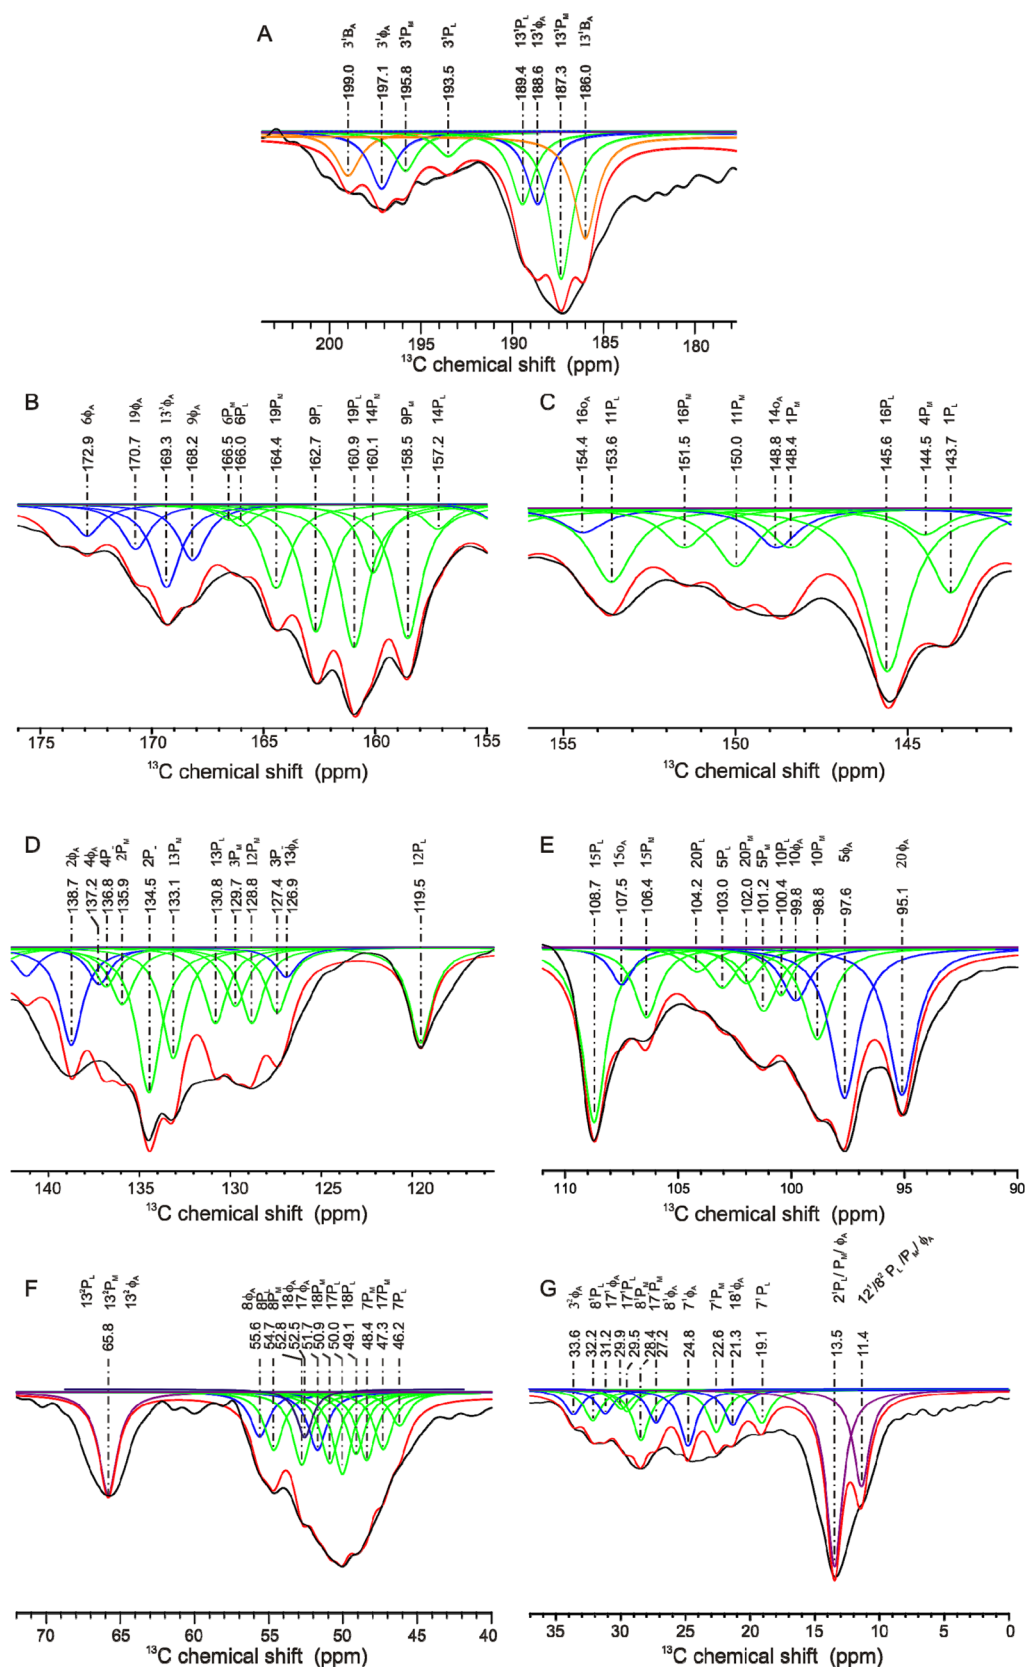 A
3¹B_A 3¹ϕ_A 3¹P_M 3¹P_L 13¹P_L 13¹ϕ_A 13¹P_M 13¹B_A
199.0 197.1 195.8 193.5 189.4 188.6 187.3 186.0
200 195 190 185 180
¹³C chemical shift (ppm)
B
6ϕ_A 19ϕ_A 13¹ϕ_A 9ϕ_A 6P_M 6P_L 19P_M 9P_I 19P_L 14P_M 9P_M 14P_L
172.9 170.7 169.3 168.2 166.5 166.0 164.4 162.7 160.9 160.1 158.5 157.2
175 170 165 160 155
¹³C chemical shift (ppm)
C
16o_A 11P_L 16P_M 11P_M 14o_A 1P_M 16P_L 4P_M 1P_L
154.4 153.6 151.5 150.0 148.8 148.4 145.6 144.5 143.7
155 150 145
¹³C chemical shift (ppm)
D
2ϕ_A 4ϕ_A 4P 2P_M 2P 13P_M 13P_L 3P_M 12P_M 3P 13ϕ_A 12P_L
138.7 137.2 136.8 135.9 134.5 133.1 130.8 129.7 128.8 127.4 126.9 119.5
140 135 130 125 120
¹³C chemical shift (ppm)
E
15P_L 15o_A 15P_M 20P_L 5P_L 20P_M 5P_M 10P_L 10ϕ_A 10P_M 5ϕ_A 20ϕ_A
108.7 107.5 106.4 104.2 103.0 102.0 101.2 100.4 99.8 98.8 97.6 95.1
110 105 100 95 90
¹³C chemical shift (ppm)
F
13²P_L 13²P_M 13²ϕ_A 8ϕ_A 8P_L 8P_M 18ϕ_A 17ϕ_A 18P_M 17P_L 18P_L 7P_M 17P_M 7P_L
65.8 55.6 54.7 52.8 52.5 51.7 50.9 50.0 49.1 48.4 47.3 46.2
70 65 60 55 50 45 40
¹³C chemical shift (ppm)
G
3²ϕ_A 8¹P_L 17¹ϕ_A 17¹P_L 8¹P_M 17¹P_M 8¹ϕ_A 7¹ϕ_A 7¹P_M 18¹ϕ_A 7¹P_L 2¹P_L/P_M/ϕ_A 12¹/8² P_L/P_M/ϕ_A
33.6 32.2 31.2 29.9 29.5 28.4 27.2 24.8 22.6 21.3 19.1 13.5 11.4
35 30 25 20 15 10 5 0
¹³C chemical shift (ppm)